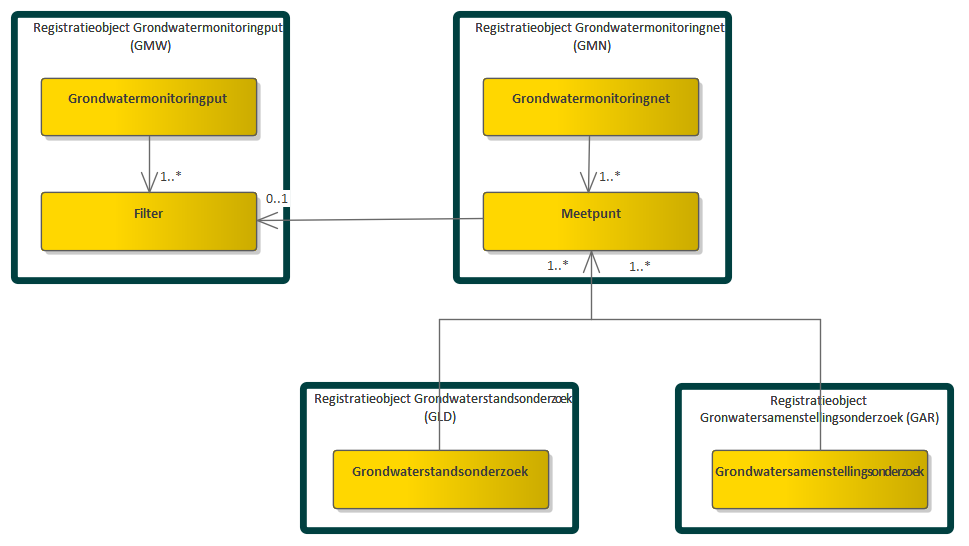 Registratieobject Grondwatermonitoringput
(GMW)
Grondwatermonitoringput
1..*
Filter
0..1
Registratieobject Grondwatermonitoringnet
(GMN)
Grondwatermonitoringnet
1..*
Meetpunt
1..*
1..*
Registratieobject Grondwaterstandsonderzoek
(GLD)
Grondwaterstandsonderzoek
Registratieobject
Gronwatersamenstellingsonderzoek (GAR)
Grondwatersamenstellingsonderzoek